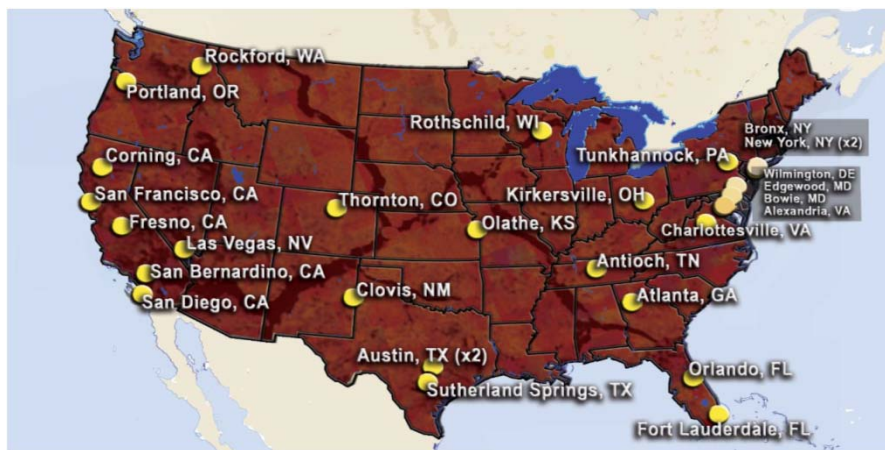 Rockford, WA
Portland, OR
Rothschild, WI
Bronx, NY
New York, NY (x2)
Tunkhannock, PA
Corning, CA
Wilmington, DE
Edgewood, MD
Bowie, MD
Alexandria, VA
San Francisco, CA
Thornton, CO
Kirkersville, OH
Fresno, CA
Olathe, KS
Charlottesville, VA
Las Vegas, NV
Antioch, TN
San Bernardino, CA
Clovis, NM
Atlanta, GA
San Diego, CA
Austin, TX (x2)
Orlando, FL
Sutherland Springs, TX
Fort Lauderdale, FL